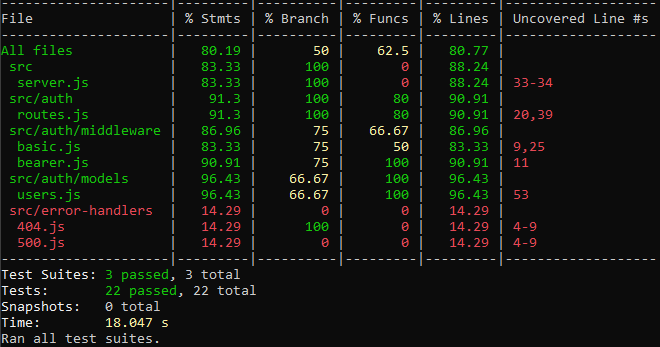 -------------------|---------|----------|---------|---------|-------------------
File               | % Stmts | % Branch | % Funcs | % Lines | Uncovered Line #s
-------------------|---------|----------|---------|---------|-------------------
All files          |   80.19 |       50 |    62.5 |   80.77 |
 src               |   83.33 |      100 |       0 |   88.24 |
  server.js        |   83.33 |      100 |       0 |   88.24 | 33-34
 src/auth          |    91.3 |      100 |      80 |   90.91 |
  routes.js        |    91.3 |      100 |      80 |   90.91 | 20,39
 src/auth/middleware |   86.96 |       75 |   66.67 |   86.96 |
  basic.js         |   83.33 |       75 |      50 |   83.33 | 9,25
  bearer.js        |   90.91 |       75 |     100 |   90.91 | 11
 src/auth/models   |   96.43 |    66.67 |     100 |   96.43 |
  users.js         |   96.43 |    66.67 |     100 |   96.43 | 53
 src/error-handlers |   14.29 |        0 |       0 |   14.29 |
  404.js           |   14.29 |      100 |       0 |   14.29 | 4-9
  500.js           |   14.29 |        0 |       0 |   14.29 | 4-9
-------------------|---------|----------|---------|---------|-------------------
Test Suites: 3 passed, 3 total
Tests:       22 passed, 22 total
Snapshots:   0 total
Time:        18.047 s
Ran all test suites.